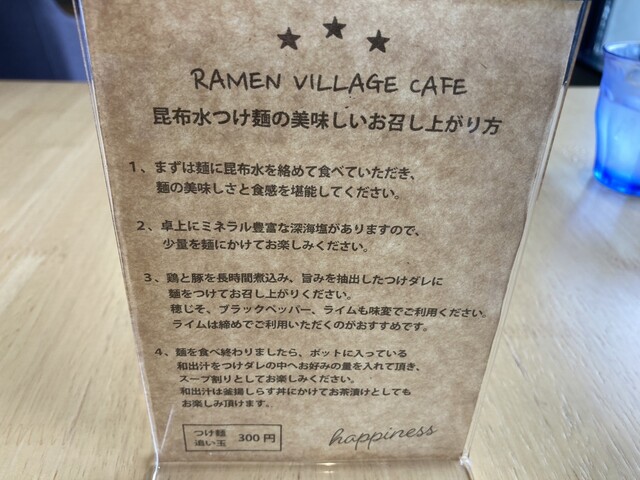 RAMEN VILLAGE CAFE
昆布水つけ麺の美味しいお召し上がり方
1、まずは麺に昆布水を絡めて食べていただき、
麺の美味しさと食感を堪能してください。
2、卓上にミネラル豊富な深海塩がありますので、
少量を麺にかけてお楽しみください。
3、鶏と豚を長時間煮込み、旨みを抽出したつけダレに
麺をつけてお召し上がりください。
穂じそ、ブラックペッパー、ライムも味変でご利用ください。
ライムは締めでご利用いただくのがおすすめです。
4、麺を食べ終わりましたら、ポットに入っている
和出汁をつけダレの中へお好みの量を入れて頂き、
スープ割りとしてお楽しみください。
和出汁は釜揚しらす丼にかけてお茶漬けとしても
お楽しみ頂けます。
つけ麺
追い玉
300円
happiness